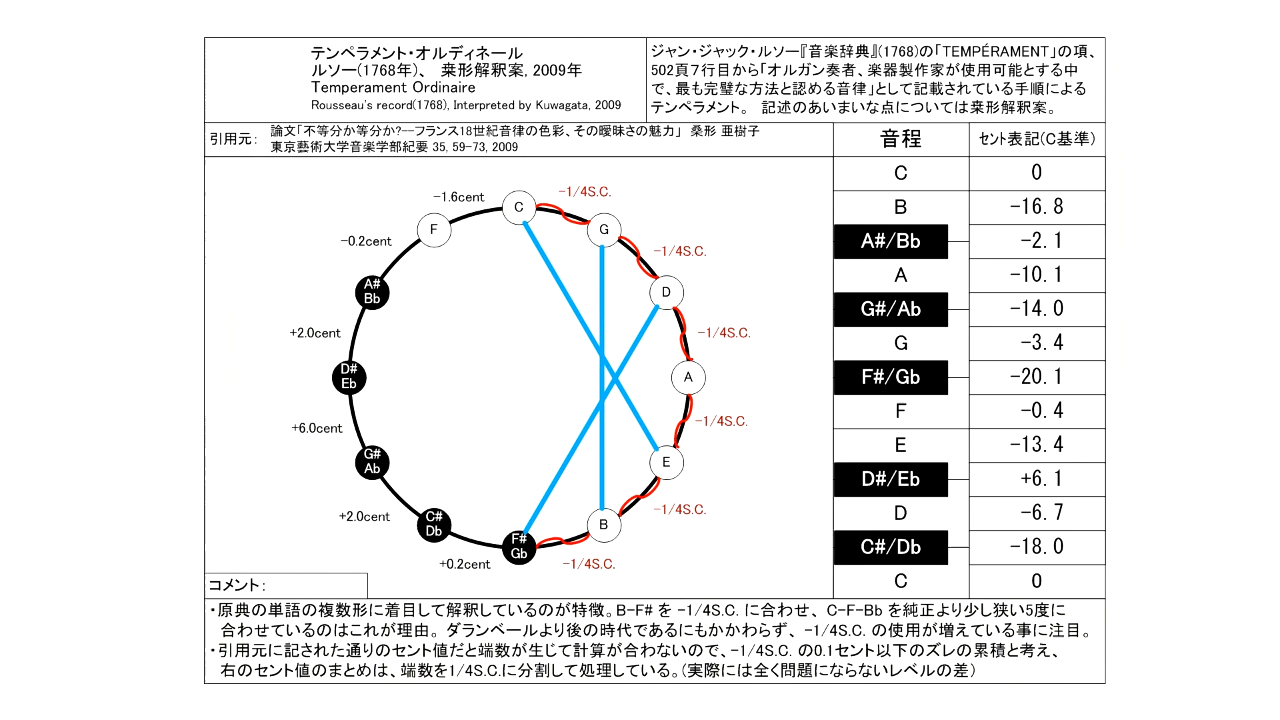 テンペラメント・オルディネール
ルソー(1768年)、 桒形解釈案, 2009年
Temperament Ordinaire
Rousseau's record(1768), Interpreted by Kuwagata, 2009
ジャン・ジャック・ルソー『音楽辞典』(1768)の「TEMPÉRAMENT」の項、
502頁7行目から「オルガン奏者、楽器製作家が使用可能とする中
で、最も完璧な方法と認める音律」として記載されている手順による
テンペラメント。 記述のあいまいな点については桒形解釈案。
引用元:
論文「不等分か等分か?--フランス18世紀音律の色彩、その曖昧さの魅力」 桑形 亜樹子
東京藝術大学音楽学部紀要 35, 59-73, 2009
音程
セント表記(C基準)
C 0
B -16.8
A#/Bb -2.1
A -10.1
G#/Ab -14.0
G -3.4
F#/Gb -20.1
F -0.4
E -13.4
D#/Eb +6.1
D -6.7
C#/Db -18.0
C 0
-1.6cent
-1/4S.C.
C
F
G
-0.2cent
-1/4S.C.
A#
Bb
D
+2.0cent
-1/4S.C.
D#
Eb
A
+6.0cent
-1/4S.C.
G#
Ab
E
+2.0cent
-1/4S.C.
C#
Db
B
F#
Gb
+0.2cent
-1/4S.C.
コメント:
・原典の単語の複数形に着目して解釈しているのが特徴。B-F# を -1/4S.C. に合わせ、 C-F-Bb を純正より少し狭い5度に
合わせているのはこれが理由。 ダランベールより後の時代であるにもかかわらず、 -1/4S.C. の使用が増えている事に注目。
・引用元に記された通りのセント値だと端数が生じて計算が合わないので、-1/4S.C. の0.1セント以下のズレの累積と考え、
右のセント値のまとめは、端数を1/4S.C.に分割して処理している。(実際には全く問題にならないレベルの差)